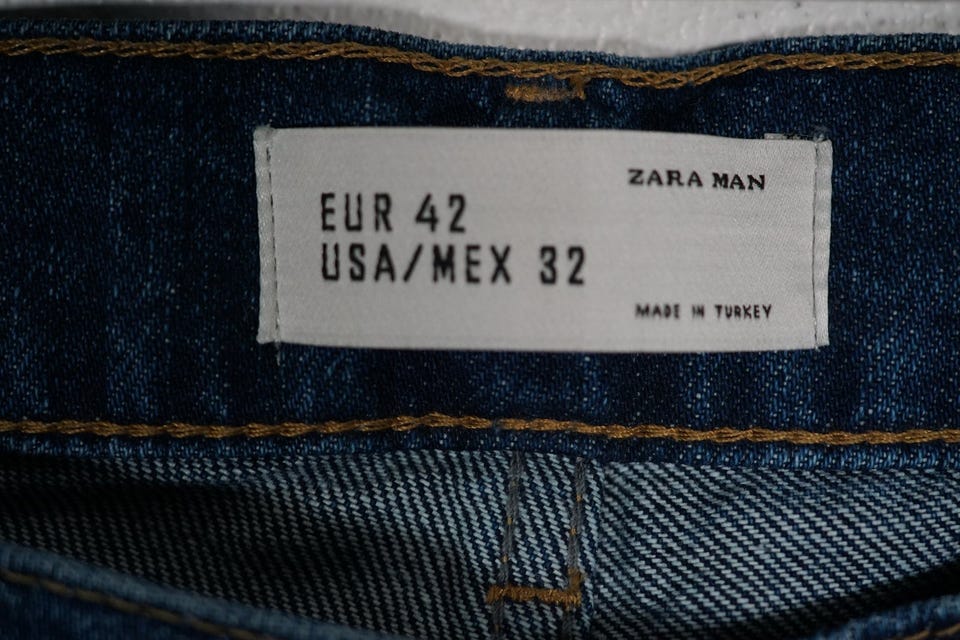 ZARA MAN
EUR 42
USA/MEX 32
MADE IN TURKEY